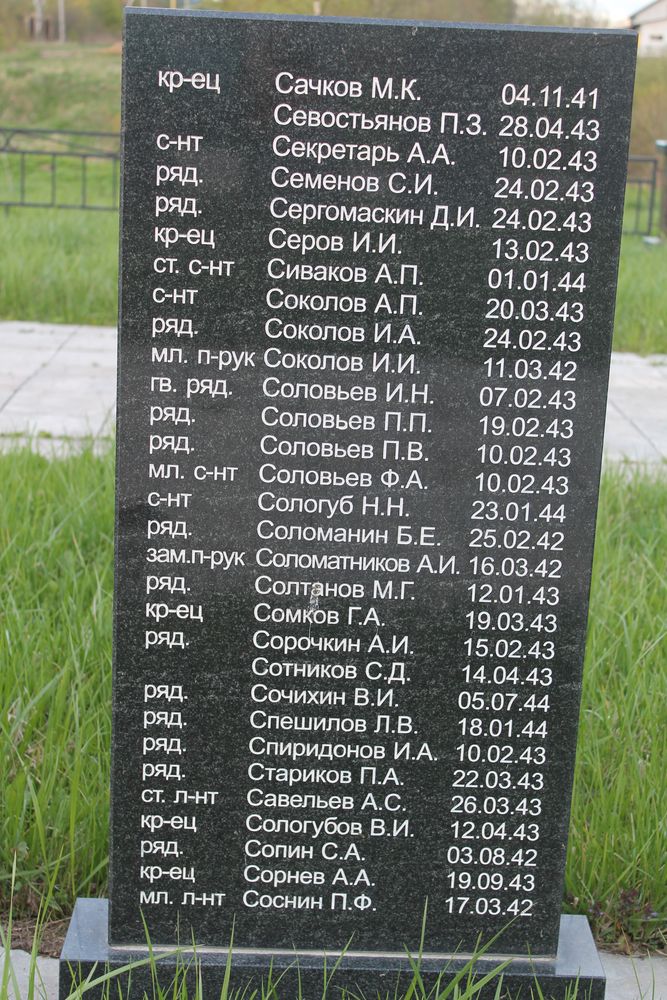 кр-ец Сачков М.К. 04.11.41
Севостьянов П.З. 28.04.43
с-нт Секретарь А.А. 10.02.43
ряд. Семенов С.И. 24.02.43
ряд. Сергомаскин Д.И. 24.02.43
кр-ец Серов И.И. 13.02.43
ст. с-нт Сиваков А.П. 01.01.44
с-нт Соколов А.П. 20.03.43
ряд. Соколов И.А. 24.02.43
мл. п-рук Соколов И.И. 11.03.42
гв. ряд. Соловьев И.Н. 07.02.43
ряд. Соловьев П.П. 19.02.43
ряд. Соловьев П.В. 10.02.43
мл. с-нт Соловьев Ф.А. 10.02.43
с-нт Сологуб Н.Н. 23.01.44
ряд. Соломанин Б.Е. 25.02.42
зам.п-рук Соломатников А.И. 16.03.42
ряд. Солтанов М.Г. 12.01.43
кр-ец Сомков Г.А. 19.03.43
ряд. Сорочкин А.И. 15.02.43
Сотников С.Д. 14.04.43
ряд. Сочихин В.И. 05.07.44
ряд. Спешилов Л.В. 18.01.44
ряд. Спиридонов И.А. 10.02.43
ряд. Стариков П.А. 22.03.43
ст. л-нт Савельев А.С. 26.03.43
кр-ец Сологубов В.И. 12.04.43
ряд. Сопин С.А. 03.08.42
кр-ец Сорнев А.А. 19.09.43
мл. л-нт Соснин П.Ф. 17.03.42